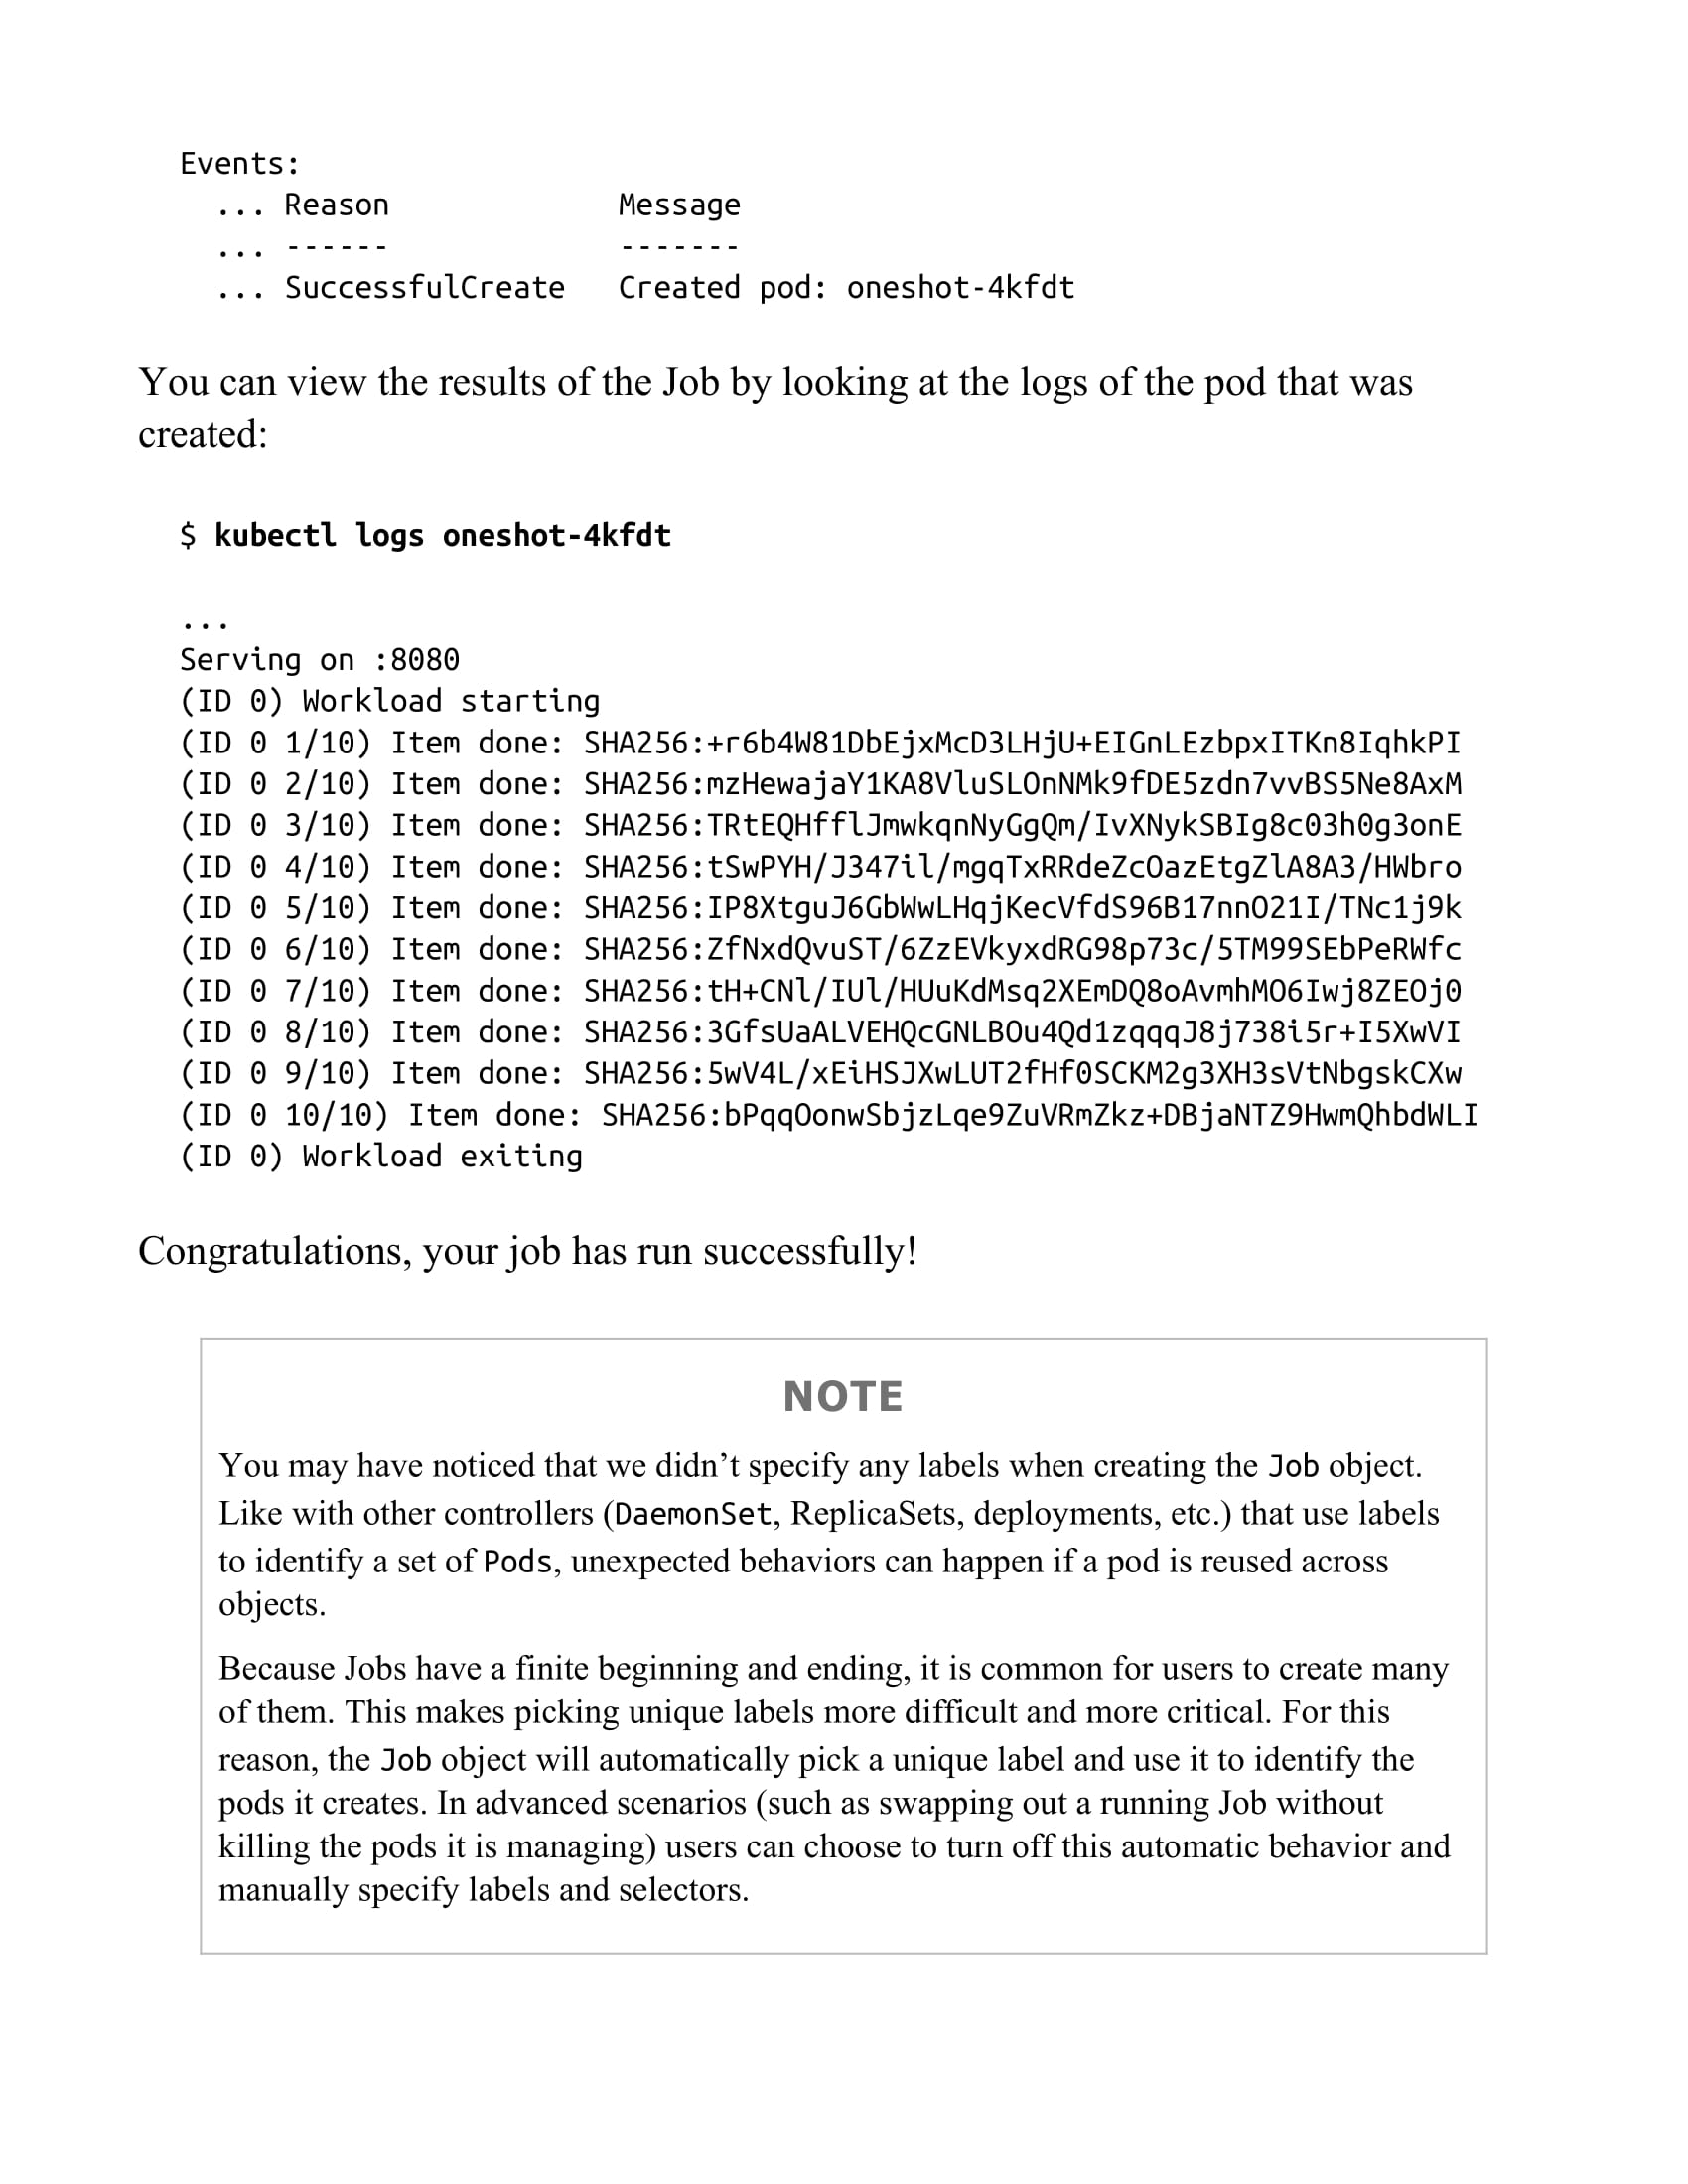 Events:
... Reason Message
... ------ -------
... SuccessfulCreate Created pod: oneshot-4kfdt
You can view the results of the Job by looking at the logs of the pod that was
created:
$ kubectl logs oneshot-4kfdt
...
Serving on :8080
(ID 0) Workload starting
(ID 0 1/10) Item done: SHA256:+r6b4W81DbEjxMcD3LHjU+EIGnLEzbpxITKn8IqhkPI
(ID 0 2/10) Item done: SHA256:mzHewajaY1KA8VluSLOnNMk9fDE5zdn7vvBS5Ne8AxM
(ID 0 3/10) Item done: SHA256:TRtEQHfflJmwkqnNyGgQm/IvXNykSBIg8c03h0g3onE
(ID 0 4/10) Item done: SHA256:tSwPYH/J347il/mgqTxRRdeZcOazEtgZlA8A3/HWbro
(ID 0 5/10) Item done: SHA256:IP8XtguJ6GbWwLHqjKecVfdS96B17nnO21I/TNc1j9k
(ID 0 6/10) Item done: SHA256:ZfNxdQvuST/6ZzEVkyxdRG98p73c/5TM99SEbPeRWfc
(ID 0 7/10) Item done: SHA256:tH+CNl/IUl/HUuKdMsq2XEmDQ8oAvmhMO6Iwj8ZEOj0
(ID 0 8/10) Item done: SHA256:3GfsUaALVEHQcGNLBOu4Qd1zqqqJ8j738i5r+I5XwVI
(ID 0 9/10) Item done: SHA256:5wV4L/xEiHSJXwLUT2fHf0SCKM2g3XH3sVtNbgskCXw
(ID 0 10/10) Item done: SHA256:bPqqOonwSbjzLqe9ZuVRmZkz+DBjaNTZ9HwmQhbdWLI
(ID 0) Workload exiting
Congratulations, your job has run successfully!
NOTE
You may have noticed that we didn’t specify any labels when creating the Job object.
Like with other controllers (DaemonSet, ReplicaSets, deployments, etc.) that use labels
to identify a set of Pods, unexpected behaviors can happen if a pod is reused across
objects.
Because Jobs have a finite beginning and ending, it is common for users to create many
of them. This makes picking unique labels more difficult and more critical. For this
reason, the Job object will automatically pick a unique label and use it to identify the
pods it creates. In advanced scenarios (such as swapping out a running Job without
killing the pods it is managing) users can choose to turn off this automatic behavior and
manually specify labels and selectors.